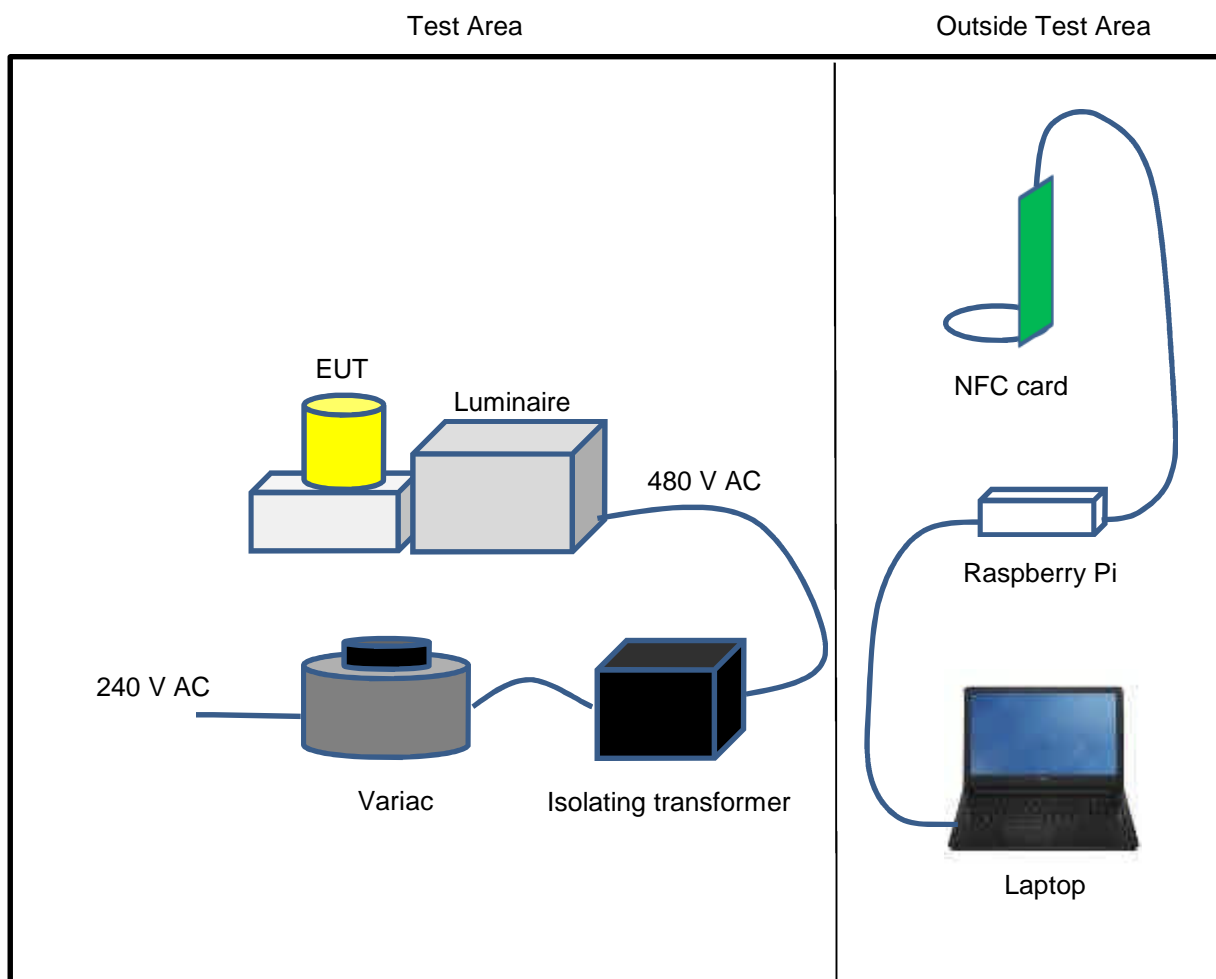 Test Area
Outside Test Area
EUT
Luminaire
NFC card
480 V AC
Raspberry Pi
240 V AC
Variac
Isolating transformer
Laptop